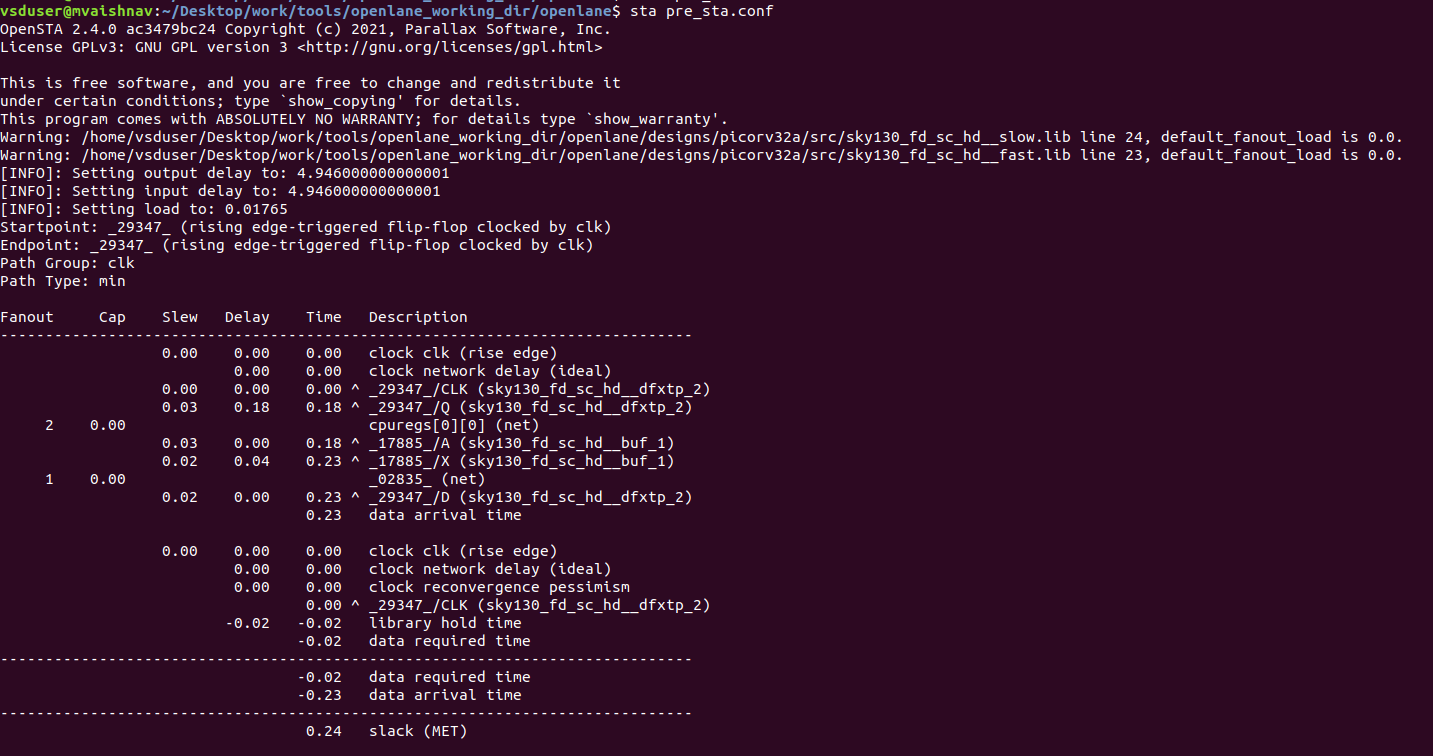 vsduser@mvaishnav:~/Desktop/work/tools/openlane_working_dir/openlane$ sta pre_sta.conf
OpenSTA 2.4.0 ac3479bc24 Copyright (c) 2021, Parallax Software, Inc.
License GPLv3: GNU GPL version 3 <http://gnu.org/licenses/gpl.html>

This is free software, and you are free to change and redistribute it
under certain conditions; type `show_copying' for details.
This program comes with ABSOLUTELY NO WARRANTY; for details type `show_warranty'.
Warning: /home/vsduser/Desktop/work/tools/openlane_working_dir/openlane/designs/picorv32a/src/sky130_fd_sc_hd__slow.lib line 24, default_fanout_load is 0.0.
Warning: /home/vsduser/Desktop/work/tools/openlane_working_dir/openlane/designs/picorv32a/src/sky130_fd_sc_hd__fast.lib line 23, default_fanout_load is 0.0.
[INFO]: Setting output delay to: 4.946000000000001
[INFO]: Setting input delay to: 4.946000000000001
[INFO]: Setting load to: 0.01765
Startpoint: _29347_ (rising edge-triggered flip-flop clocked by clk)
Endpoint: _29347_ (rising edge-triggered flip-flop clocked by clk)
Path Group: clk
Path Type: min

Fanout     Cap    Slew   Delay    Time   Description
-----------------------------------------------------------------------------
                  0.00    0.00    0.00   clock clk (rise edge)
                          0.00    0.00   clock network delay (ideal)
                  0.00    0.00    0.00 ^ _29347_/CLK (sky130_fd_sc_hd__dfxtp_2)
                  0.03    0.18    0.18 ^ _29347_/Q (sky130_fd_sc_hd__dfxtp_2)
     2    0.00                           cpuregs[0][0] (net)
                  0.03    0.00    0.18 ^ _17885_/A (sky130_fd_sc_hd__buf_1)
                  0.02    0.04    0.23 ^ _17885_/X (sky130_fd_sc_hd__buf_1)
     1    0.00                           _02835_ (net)
                  0.02    0.00    0.23 ^ _29347_/D (sky130_fd_sc_hd__dfxtp_2)
                                  0.23   data arrival time

                  0.00    0.00    0.00   clock clk (rise edge)
                          0.00    0.00   clock network delay (ideal)
                          0.00    0.00   clock reconvergence pessimism
                                  0.00 ^ _29347_/CLK (sky130_fd_sc_hd__dfxtp_2)
                         -0.02   -0.02   library hold time
                                 -0.02   data required time
-----------------------------------------------------------------------------
                                 -0.02   data required time
                                 -0.23   data arrival time
-----------------------------------------------------------------------------
                                  0.24   slack (MET)